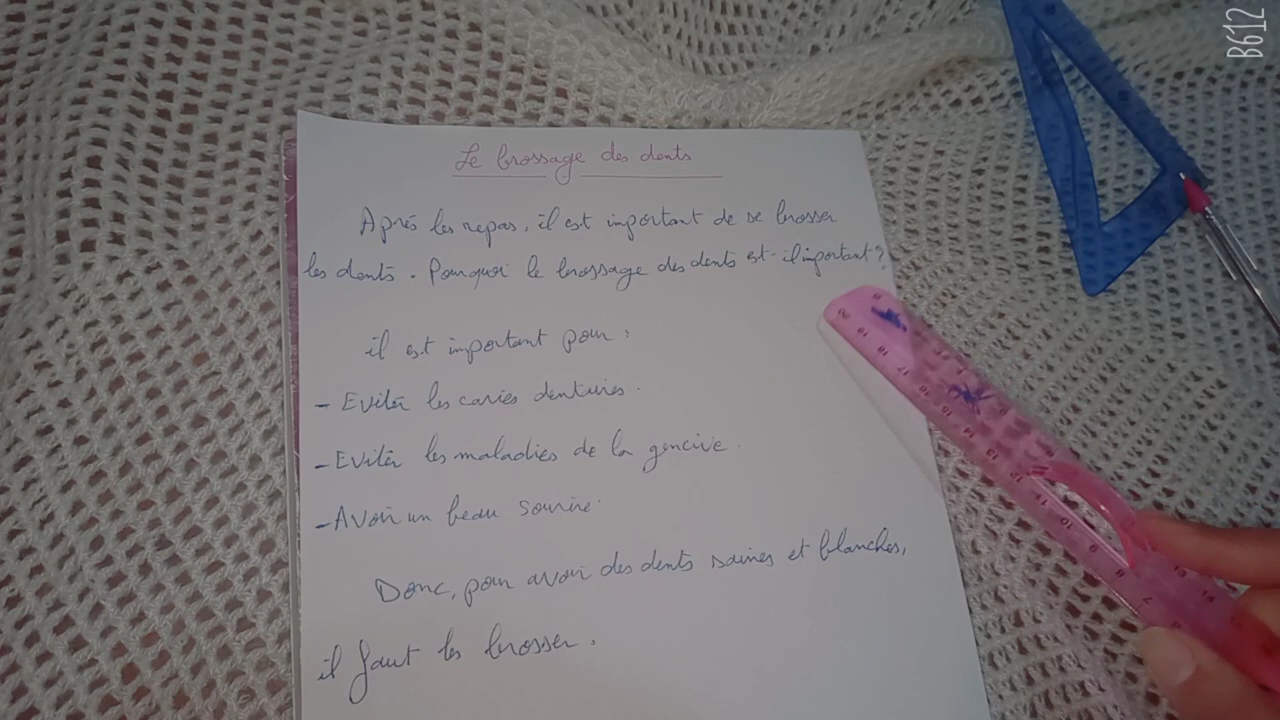 B612
Le brossage des dents
Après les repas, il est important de se brosser
les dents. Pourquoi le brossage des dents est-il important?
il est important pour :
- Eviter les caries dentaires.
- Eviter les maladies de la gencive.
- Avoir un beau sourire.
Donc, pour avoir des dents saines et blanches,
il faut les brosser.